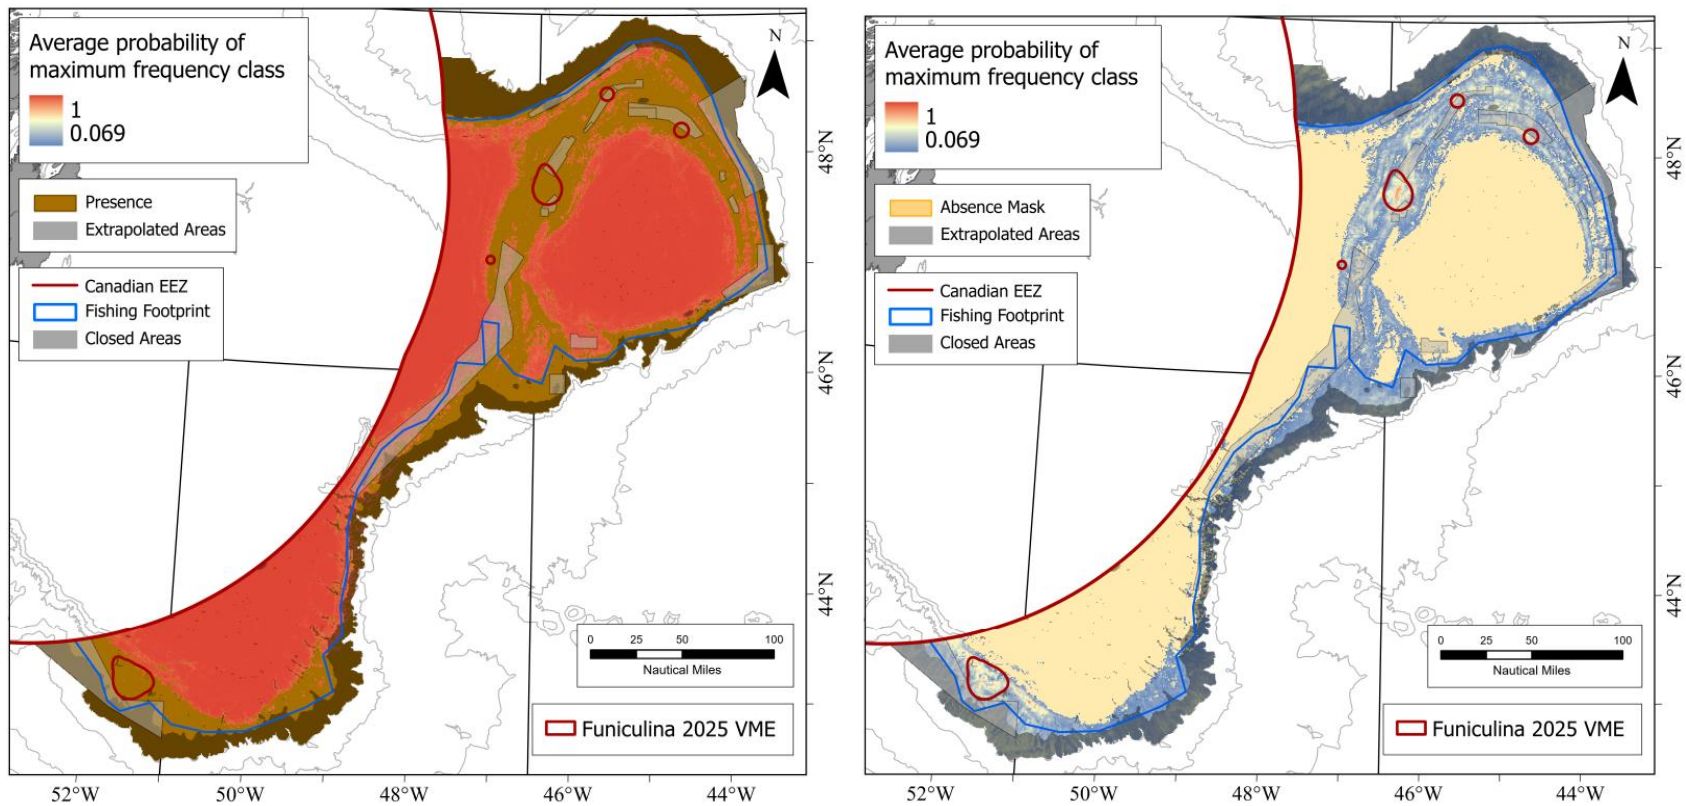 Average probability of
maximum frequency class
1
0.069
Presence
Extrapolated Areas
Canadian EEZ
Fishing Footprint
Closed Areas
N
48°N
46°N
44°N
0 25 50 100
Nautical Miles
Funiculina 2025 VME
52°W 50°W 48°W 46°W 44°W
Average probability of
maximum frequency class
1
0.069
Absence Mask
Extrapolated Areas
Canadian EEZ
Fishing Footprint
Closed Areas
N
48°N
46°N
44°N
0 25 50 100
Nautical Miles
Funiculina 2025 VME
52°W 50°W 48°W 46°W 44°W